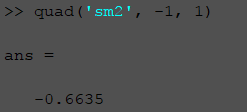 >> quad('sm2', -1, 1)
ans =
-0.6635